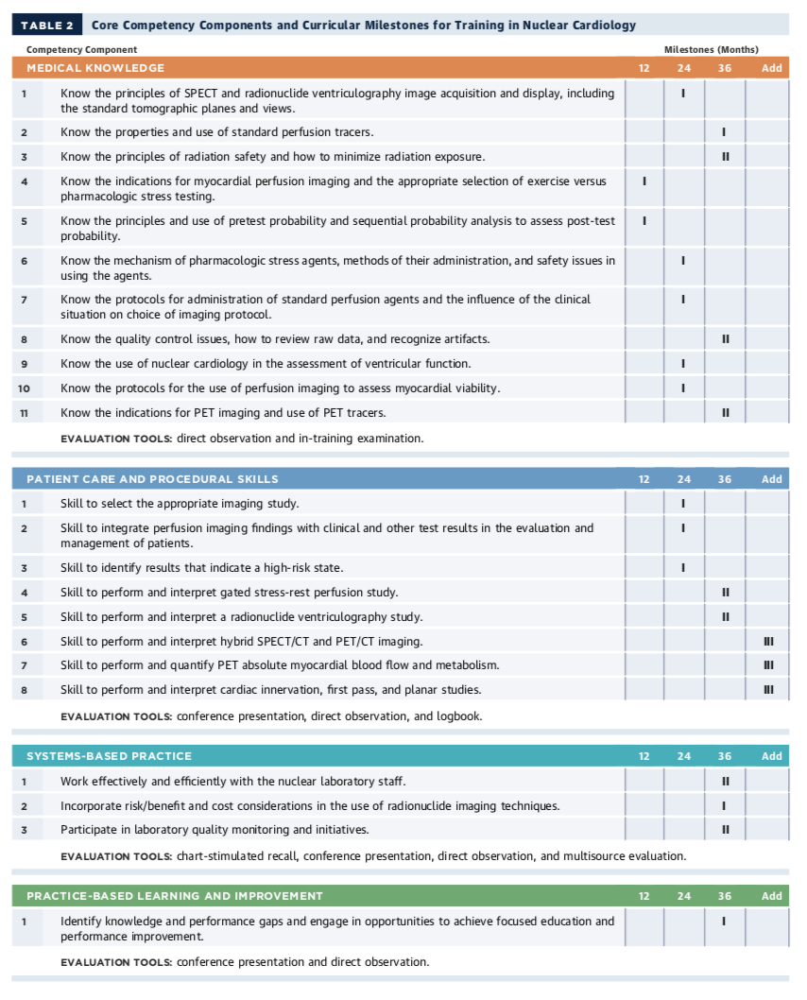 TABLE 2 Core Competency Components and Curricular Milestones for Training in Nuclear Cardiology
Competency Component Milestones (Months)
MEDICAL KNOWLEDGE 12 24 36 Add
1 Know the principles of SPECT and radionuclide ventriculography image acquisition and display, including I
the standard tomographic planes and views.
2 Know the properties and use of standard perfusion tracers. I
3 Know the principles of radiation safety and how to minimize radiation exposure. II
4 Know the indications for myocardial perfusion imaging and the appropriate selection of exercise versus I
pharmacologic stress testing.
5 Know the principles and use of pretest probability and sequential probability analysis to assess post-test I
probability.
6 Know the mechanism of pharmacologic stress agents, methods of their administration, and safety issues in I
using the agents.
7 Know the protocols for administration of standard perfusion agents and the influence of the clinical I
situation on choice of imaging protocol.
8 Know the quality control issues, how to review raw data, and recognize artifacts. II
9 Know the use of nuclear cardiology in the assessment of ventricular function. I
10 Know the protocols for the use of perfusion imaging to assess myocardial viability. I
11 Know the indications for PET imaging and use of PET tracers. II
EVALUATION TOOLS: direct observation and in-training examination.
PATIENT CARE AND PROCEDURAL SKILLS 12 24 36 Add
1 Skill to select the appropriate imaging study. I
2 Skill to integrate perfusion imaging findings with clinical and other test results in the evaluation and I
management of patients.
3 Skill to identify results that indicate a high-risk state. I
4 Skill to perform and interpret gated stress-rest perfusion study. II
5 Skill to perform and interpret a radionuclide ventriculography study. II
6 Skill to perform and interpret hybrid SPECT/CT and PET/CT imaging. III
7 Skill to perform and quantify PET absolute myocardial blood flow and metabolism. III
8 Skill to perform and interpret cardiac innervation, first pass, and planar studies. III
EVALUATION TOOLS: conference presentation, direct observation, and logbook.
SYSTEMS-BASED PRACTICE 12 24 36 Add
1 Work effectively and efficiently with the nuclear laboratory staff. II
2 Incorporate risk/benefit and cost considerations in the use of radionuclide imaging techniques. I
3 Participate in laboratory quality monitoring and initiatives. II
EVALUATION TOOLS: chart-stimulated recall, conference presentation, direct observation, and multisource evaluation.
PRACTICE-BASED LEARNING AND IMPROVEMENT 12 24 36 Add
1 Identify knowledge and performance gaps and engage in opportunities to achieve focused education and I
performance improvement.
EVALUATION TOOLS: conference presentation and direct observation.